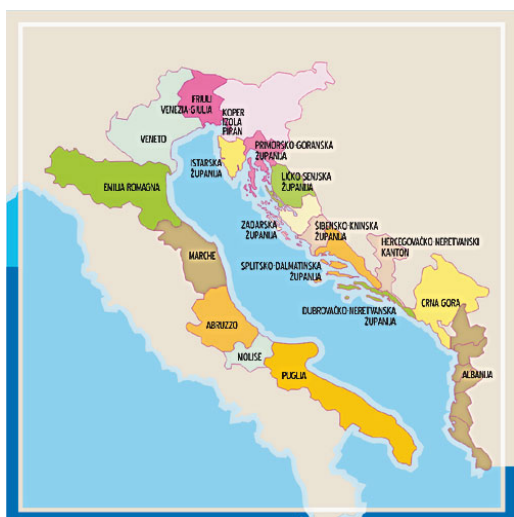 FRIULI
VENEZIA-GIULIA
KOPER
IZOLA
PIRAN
VENETO
PRIMORSKO-GORANSKA
ŽUPANIJA
ISTARSKA
ŽUPANIJA
LIČKO-SENJSKA
ŽUPANIJA
EMILIA ROMAGNA
ZADARSKA
ŽUPANIJA
ŠIBENSKO-KNINSKA
ŽUPANIJA
HERCEGOVAČKO NERETVANSKI
KANTON
MARCHE
SPLITSKO-DALMATINSKA
ŽUPANIJA
CRNA GORA
DUBROVAČKO-NERETVANSKA
ŽUPANIJA
ABRUZZO
MOLISE
PUGLIA
ALBANIJA